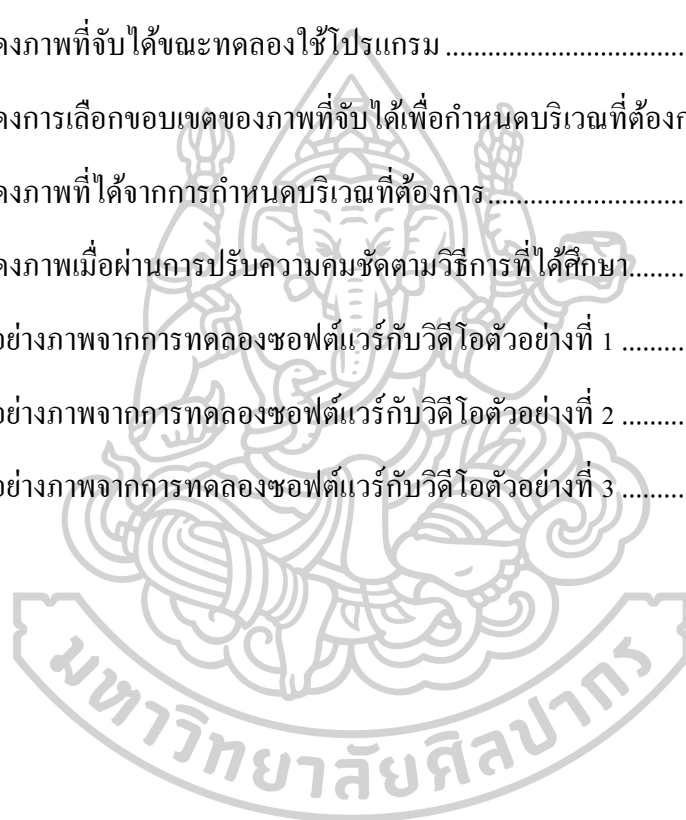 ดงภาพที่จับได้ขณะทดลองใช้โปรแกรม ..................................
ดงการเลือกขอบเขตของภาพที่จับได้เพื่อกำหนดบริเวณที่ต้องก
ดงภาพที่ได้จากการกำหนดบริเวณที่ต้องการ............................
ดงภาพเมื่อผ่านการปรับความคมชัดตามวิธีการที่ได้ศึกษา........
อย่างภาพจากการทดลองซอฟต์แวร์กับวิดีโอตัวอย่างที่ 1 .........
อย่างภาพจากการทดลองซอฟต์แวร์กับวิดีโอตัวอย่างที่ 2 .........
อย่างภาพจากการทดลองซอฟต์แวร์กับวิดีโอตัวอย่างที่ 3 .........
มหาวิทยาลัยศิลปากร